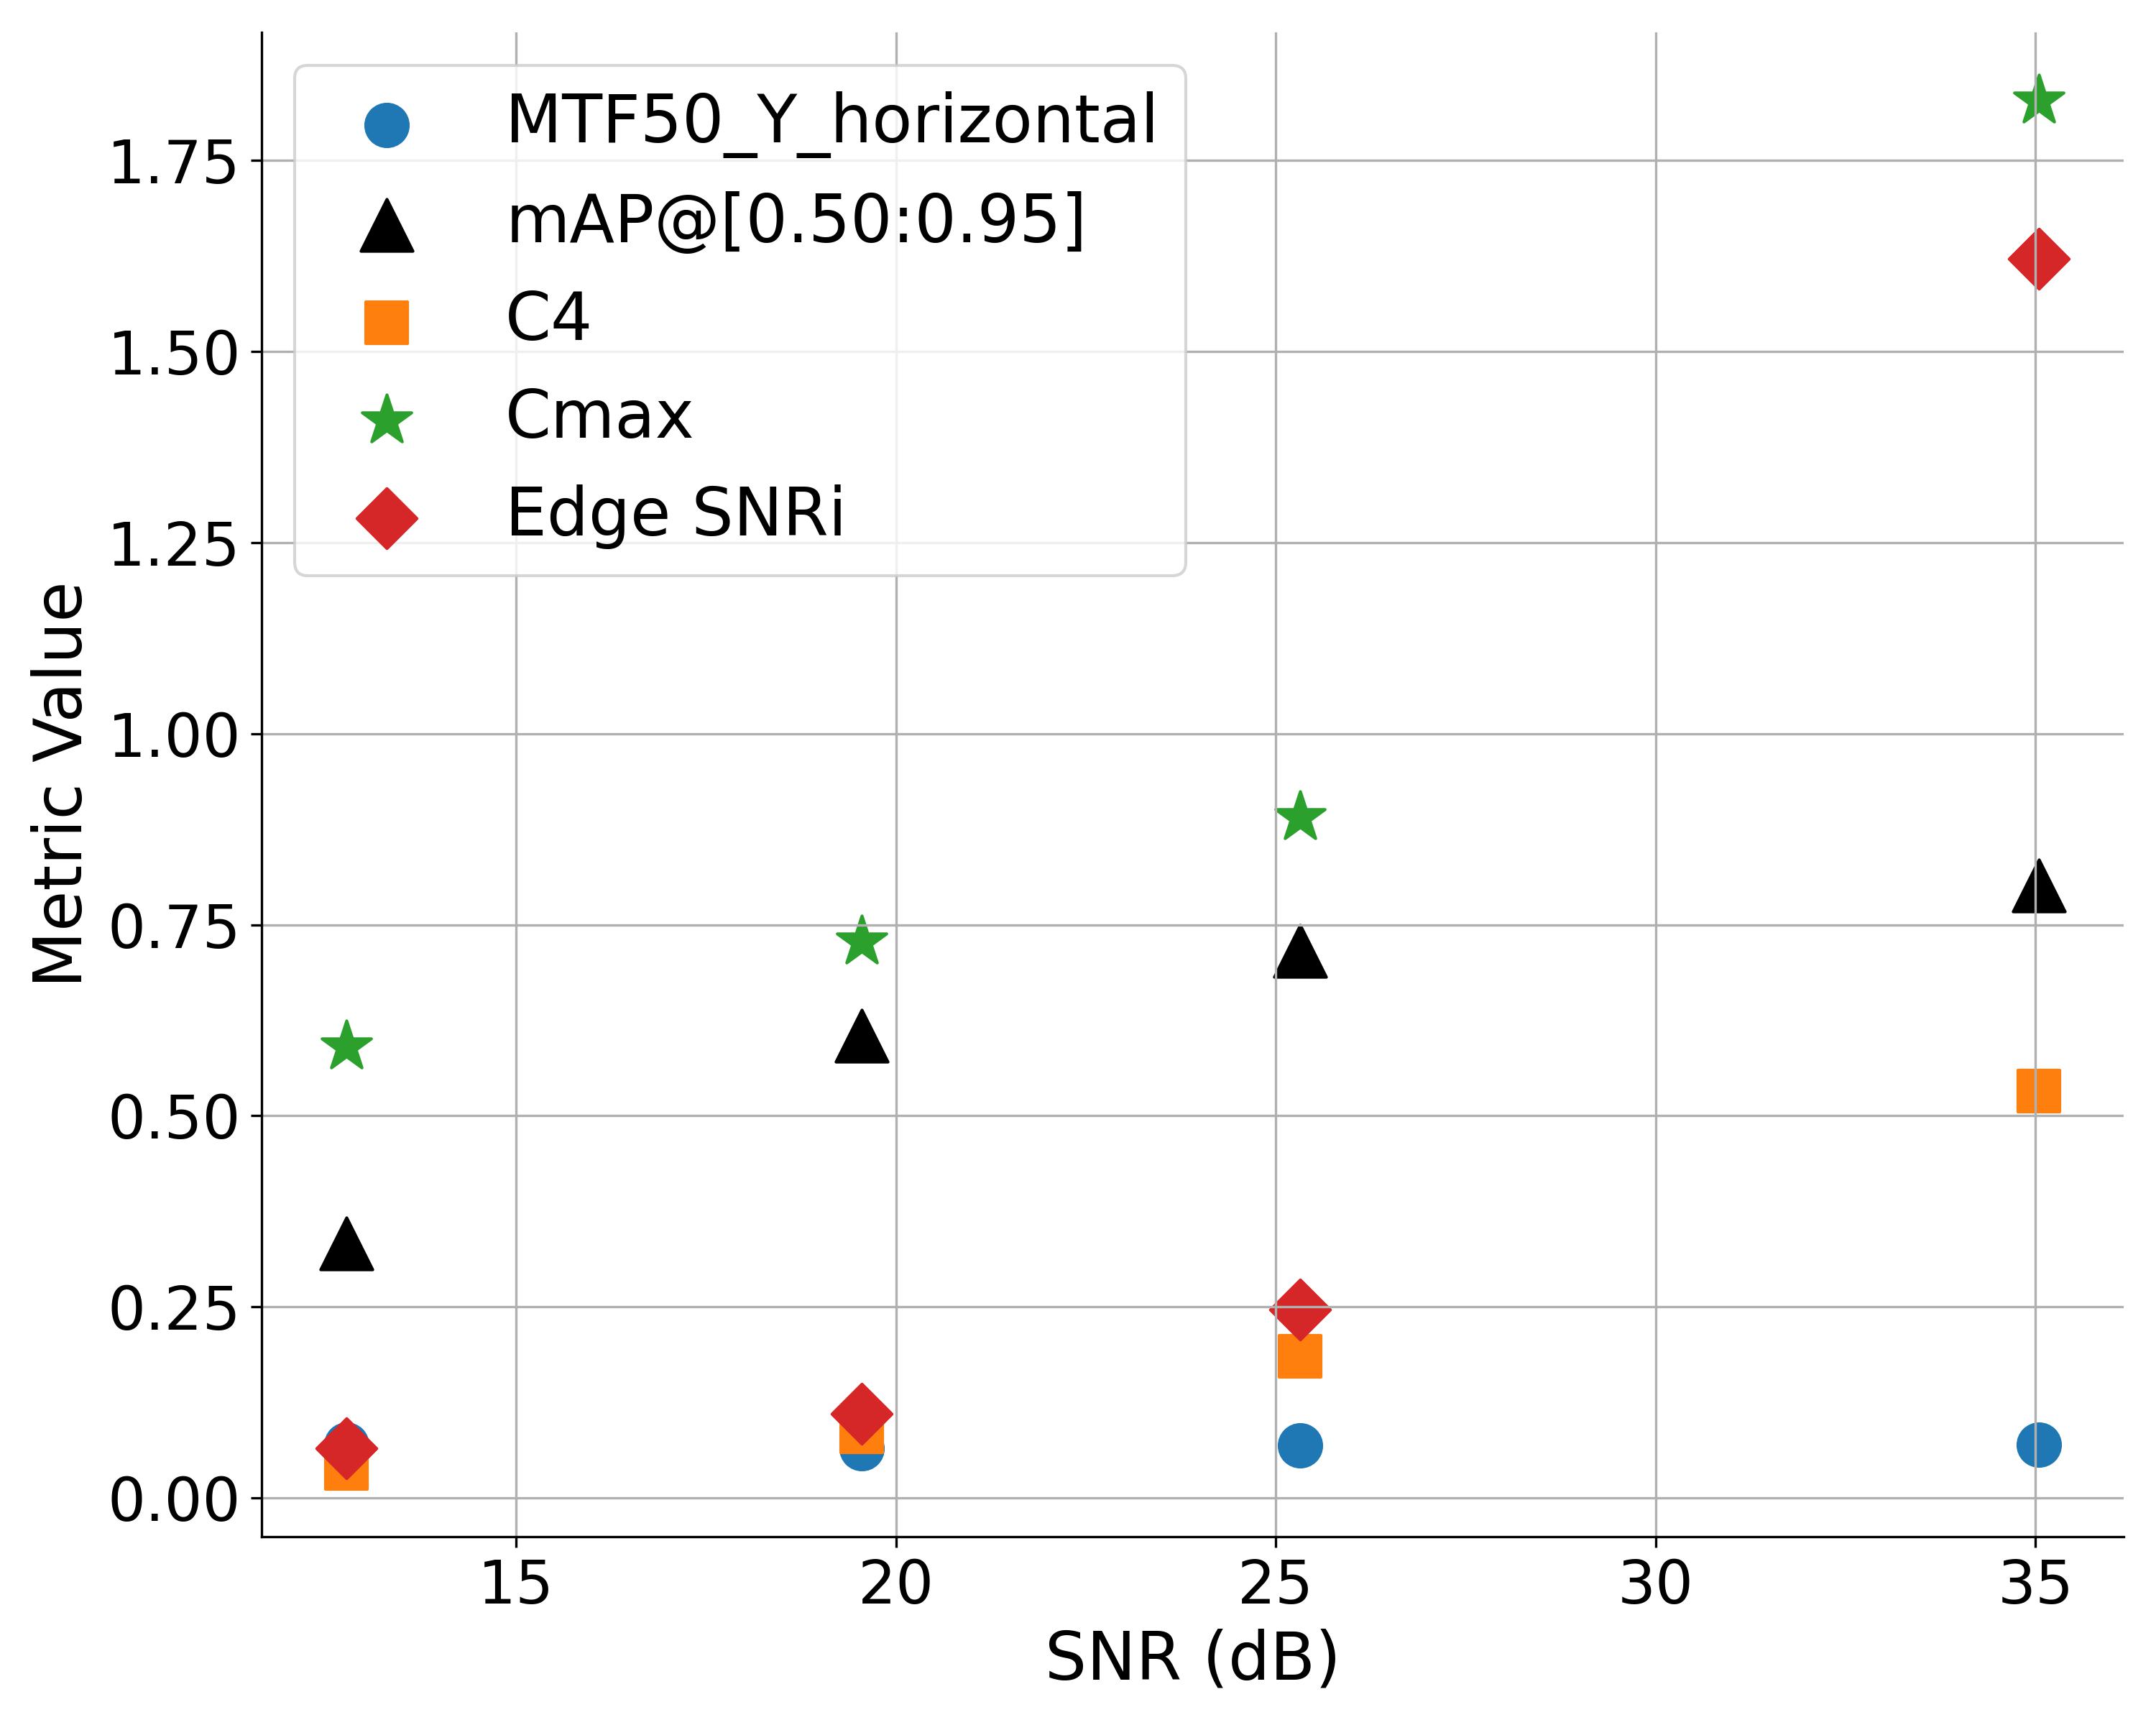 MTF50_Y_horizontal
mAP@[0.50:0.95]
C4
Cmax
Edge SNRi
Metric Value
1.75
1.50
1.25
1.00
0.75
0.50
0.25
0.00
15 20 25 30 35
SNR (dB)